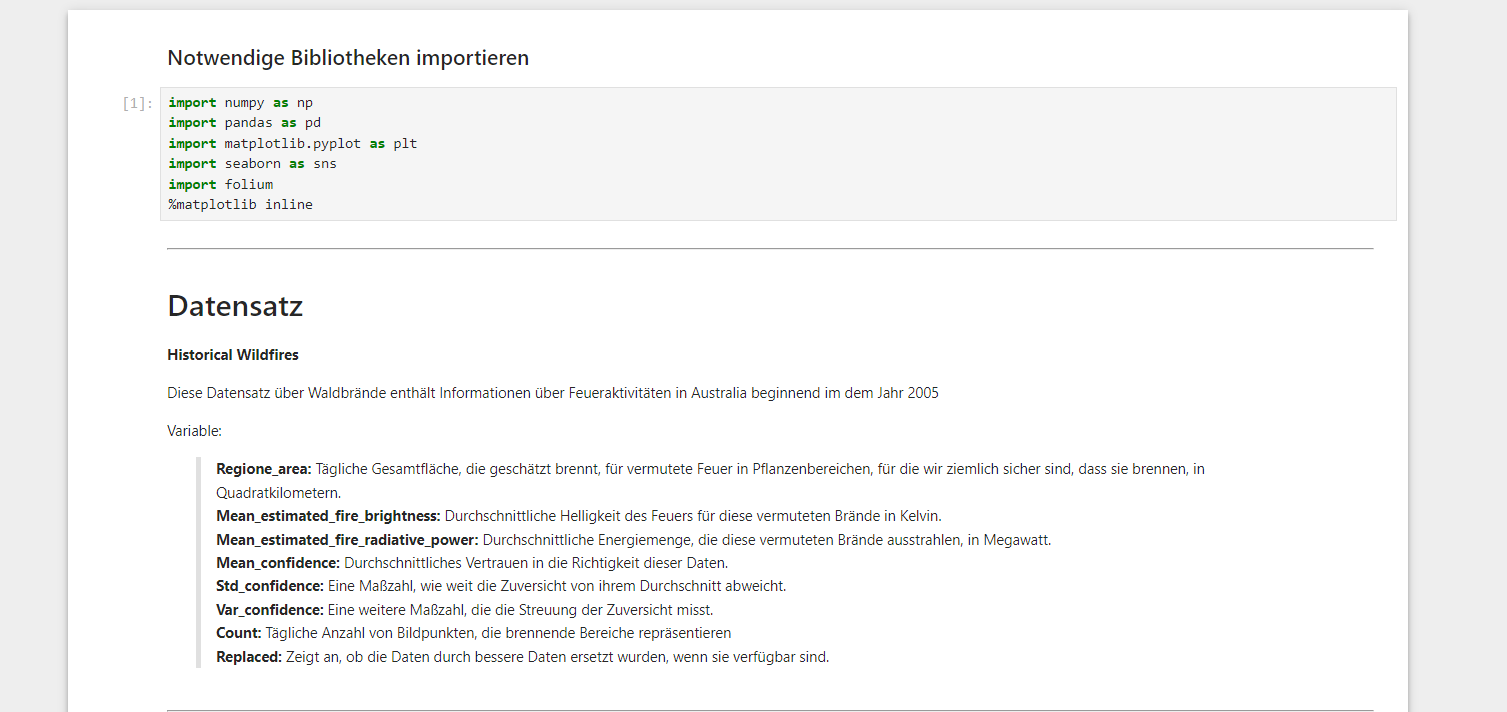 Notwendige Bibliotheken importieren
[1]:
import numpy as np
import pandas as pd
import matplotlib.pyplot as plt
import seaborn as sns
import folium
%matplotlib inline
Datensatz
Historical Wildfires
Diese Datensatz über Waldbrände enthält Informationen über Feueraktivitäten in Australia beginnend im dem Jahr 2005
Variable:
Regione_area: Tägliche Gesamtfläche, die geschätzt brennt, für vermutete Feuer in Pflanzenbereichen, für die wir ziemlich sicher sind, dass sie brennen, in
Quadratkilometern.
Mean_estimated_fire_brightness: Durchschnittliche Helligkeit des Feuers für diese vermuteten Brände in Kelvin.
Mean_estimated_fire_radiative_power: Durchschnittliche Energiemenge, die diese vermuteten Brände ausstrahlen, in Megawatt.
Mean_confidence: Durchschnittliches Vertrauen in die Richtigkeit dieser Daten.
Std_confidence: Eine Maßzahl, wie weit die Zuversicht von ihrem Durchschnitt abweicht.
Var_confidence: Eine weitere Maßzahl, die die Streuung der Zuversicht misst.
Count: Tägliche Anzahl von Bildpunkten, die brennende Bereiche repräsentieren
Replaced: Zeigt an, ob die Daten durch bessere Daten ersetzt wurden, wenn sie verfügbar sind.